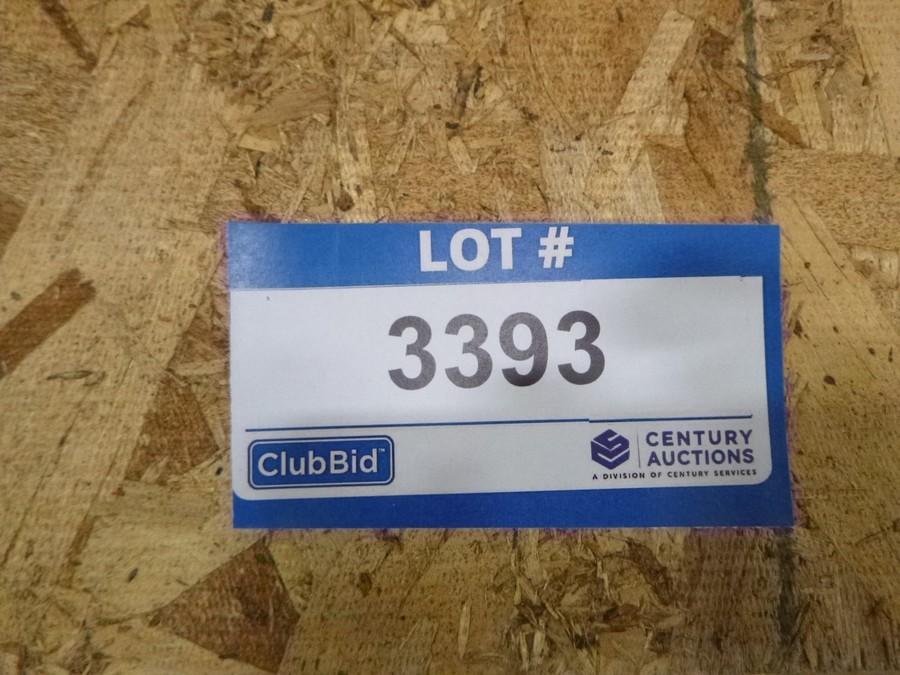 LOT #
3393
ClubBid™
CENTURY
AUCTIONS
A DIVISION OF CENTURY SERVICES